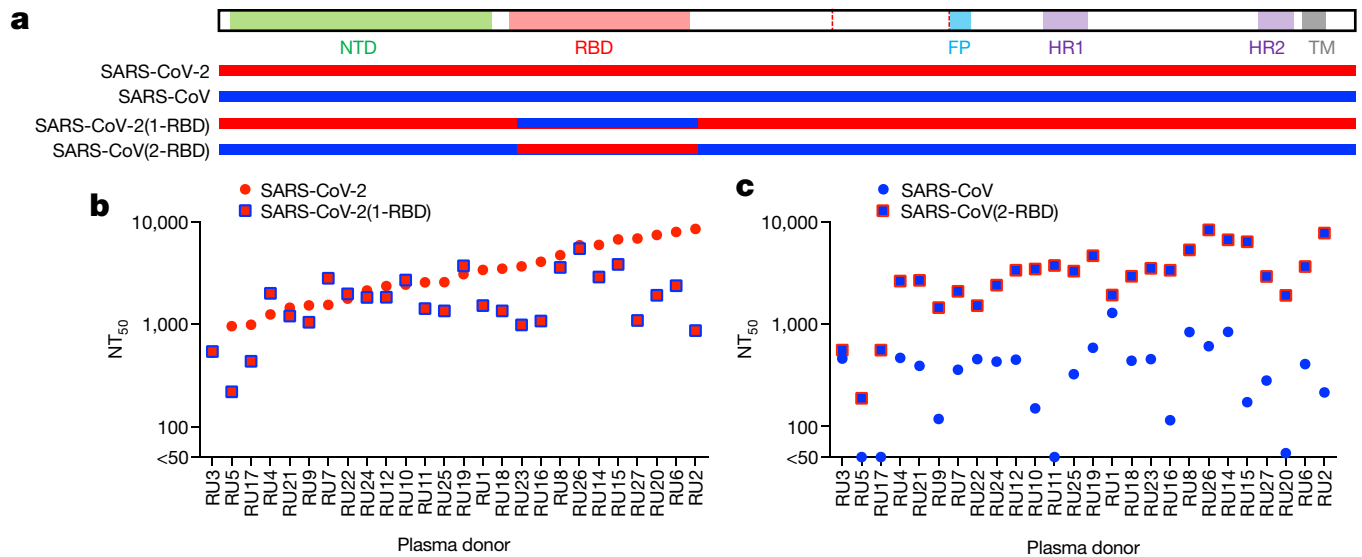 a
NTD RBD FP HR1 HR2 TM
SARS-CoV-2
SARS-CoV
SARS-CoV-2(1-RBD)
SARS-CoV(2-RBD)
b
SARS-CoV-2
SARS-CoV-2(1-RBD)
10,000
1,000
100
<50
NT50
RU3 RU5 RU17 RU4 RU21 RU9 RU7 RU22 RU24 RU12 RU10 RU11 RU25 RU19 RU1 RU18 RU23 RU16 RU8 RU26 RU14 RU15 RU27 RU20 RU6 RU2
Plasma donor
c
SARS-CoV
SARS-CoV(2-RBD)
10,000
1,000
100
<50
NT50
RU3 RU5 RU17 RU4 RU21 RU9 RU7 RU22 RU24 RU12 RU10 RU11 RU25 RU19 RU1 RU18 RU23 RU16 RU8 RU26 RU14 RU15 RU27 RU20 RU6 RU2
Plasma donor